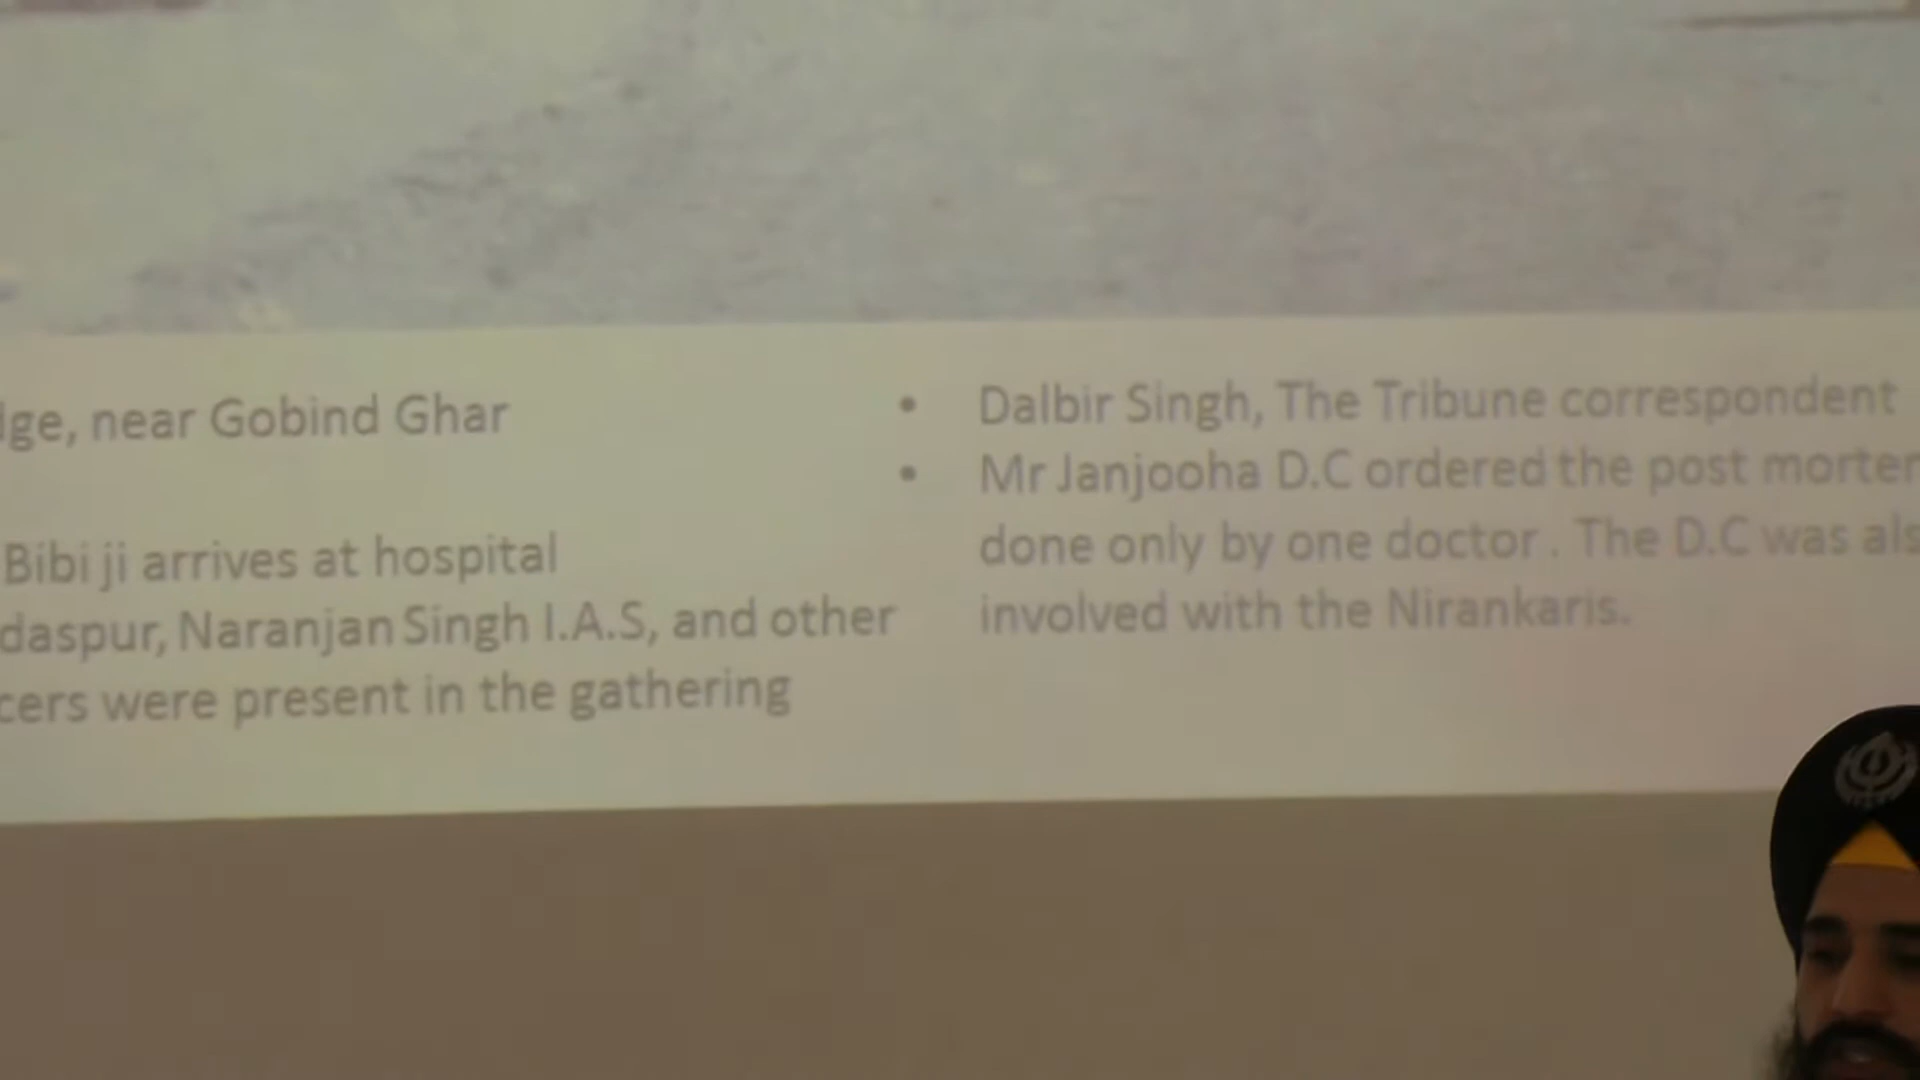 lge, near Gobind Ghar
Bibi ji arrives at hospital
daspur, Naranjan Singh I.A.S, and other
cers were present in the gathering
• Dalbir Singh, The Tribune correspondent
• Mr Janjooha D.C ordered the post morte
done only by one doctor . The D.C was als
involved with the Nirankaris.